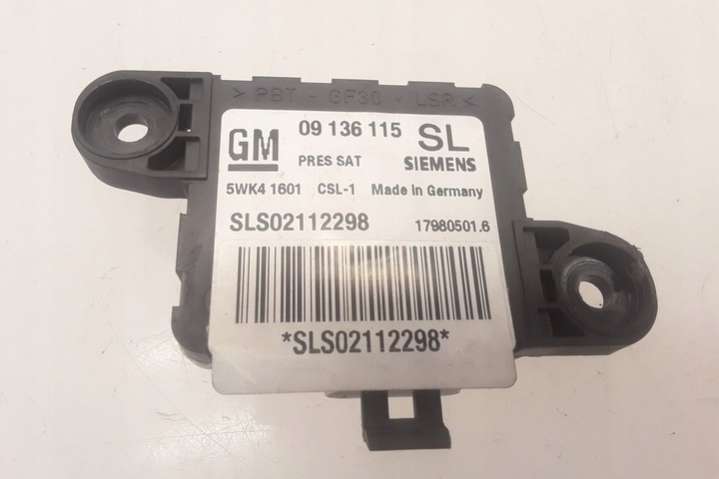 > PBT - GF30 - LSR <
GM 09 136 115 SL
PRES SAT SIEMENS
5WK4 1601 CSL-1 Made in Germany
SLS02112298 17980501.6
*SLS02112298*